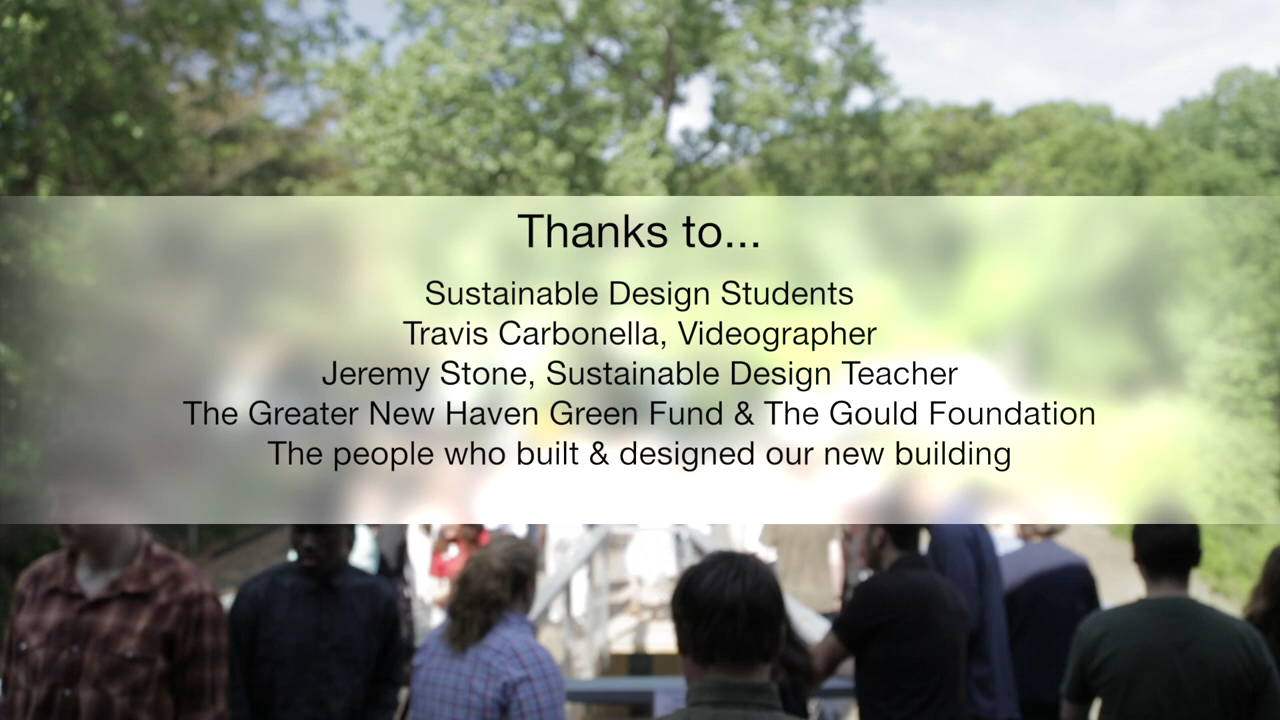 Thanks to...
Sustainable Design Students
Travis Carbonella, Videographer
Jeremy Stone, Sustainable Design Teacher
The Greater New Haven Green Fund & The Gould Foundation
The people who built & designed our new building